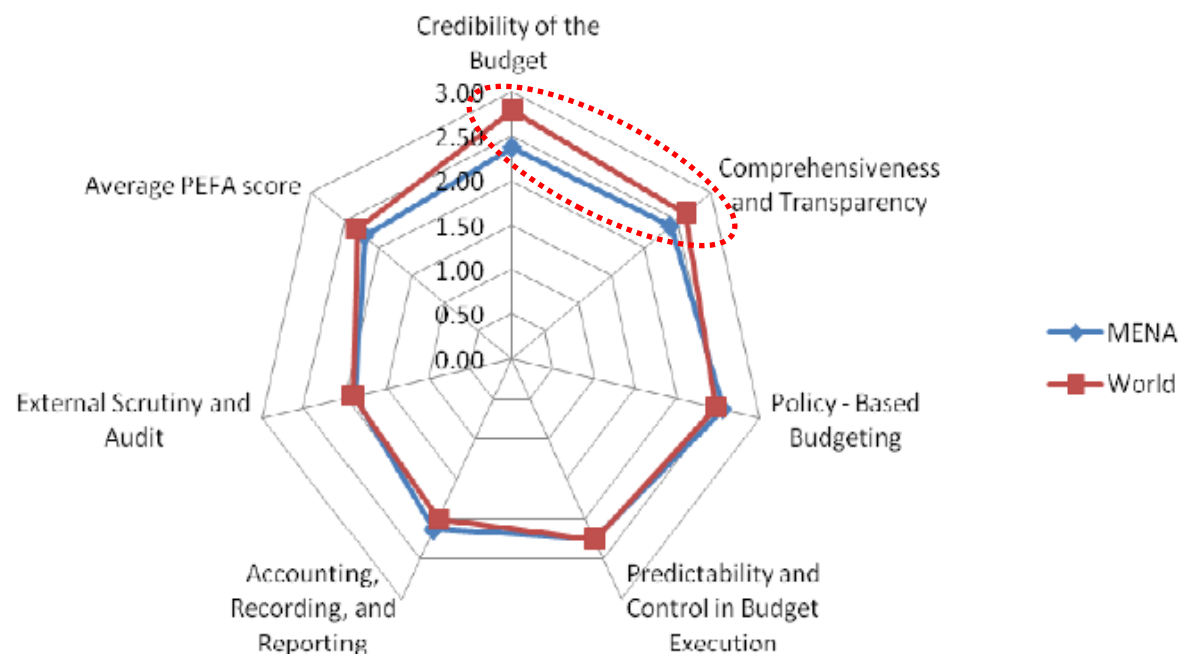 Credibility of the
Budget
3.00
2.50
2.00
1.50
1.00
0.50
0.00
Comprehensiveness
and Transparency
Policy - Based
Budgeting
Predictability and
Control in Budget
Execution
Accounting,
Recording, and
Reporting
External Scrutiny and
Audit
Average PEFA score
MENA
World